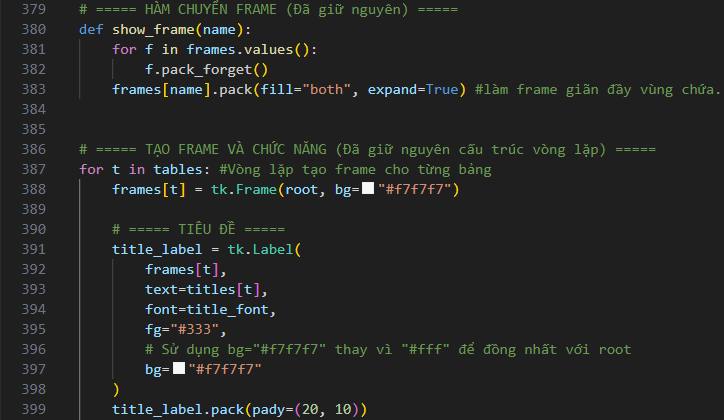 379 # ===== HÀM CHUYỂN FRAME (Đã giữ nguyên) =====
380 def show_frame(name):
381     for f in frames.values():
382         f.pack_forget()
383     frames[name].pack(fill="both", expand=True) #làm frame giãn đầy vùng chứa.
384
385
386 # ===== TẠO FRAME VÀ CHỨC NĂNG (Đã giữ nguyên cấu trúc vòng lặp) =====
387 for t in tables: #Vòng lặp tạo frame cho từng bảng
388     frames[t] = tk.Frame(root, bg="#f7f7f7")
389
390     # ===== TIÊU ĐỀ =====
391     title_label = tk.Label(
392         frames[t],
393         text=titles[t],
394         font=title_font,
395         fg="#333",
396         # Sử dụng bg="#f7f7f7" thay vì "#fff" để đồng nhất với root
397         bg="#f7f7f7"
398     )
399     title_label.pack(pady=(20, 10))